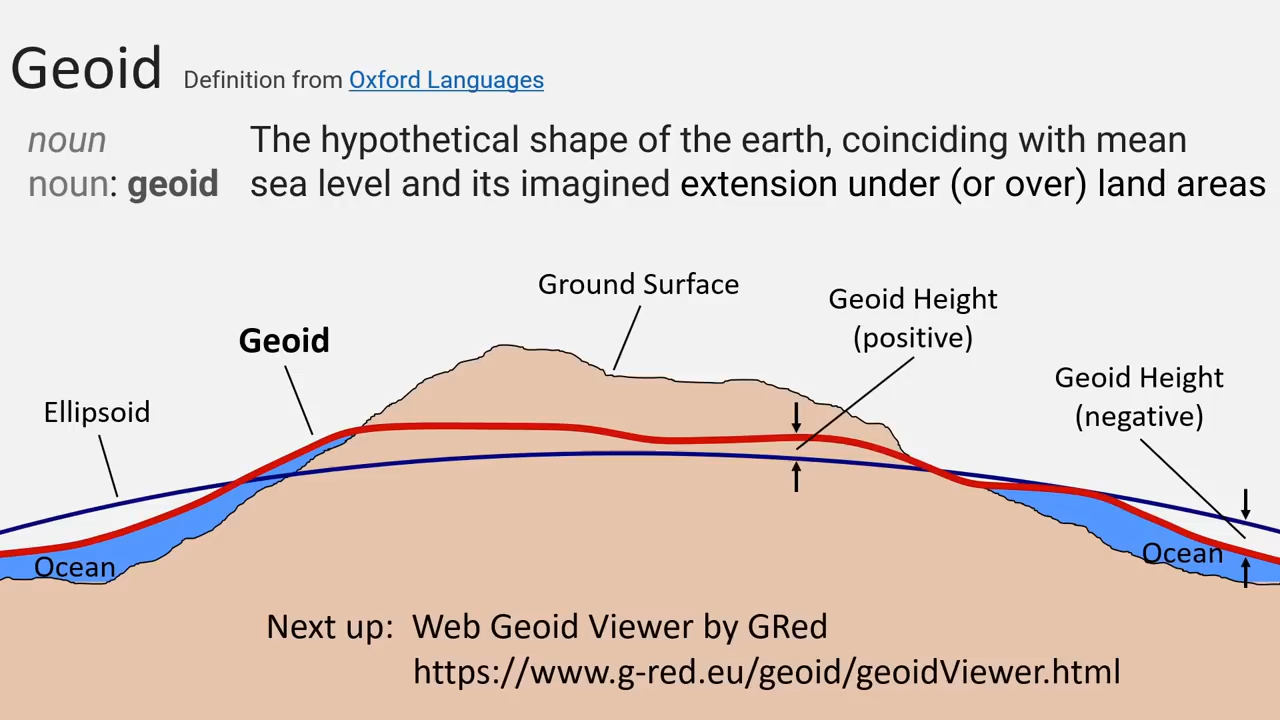 Geoid Definition from Oxford Languages
noun The hypothetical shape of the earth, coinciding with mean
noun: geoid sea level and its imagined extension under (or over) land areas
Ground Surface
Geoid Height
(positive)
Geoid
Geoid Height
(negative)
Ellipsoid
Ocean
Ocean
Next up: Web Geoid Viewer by GRed
https://www.g-red.eu/geoid/geoidViewer.html